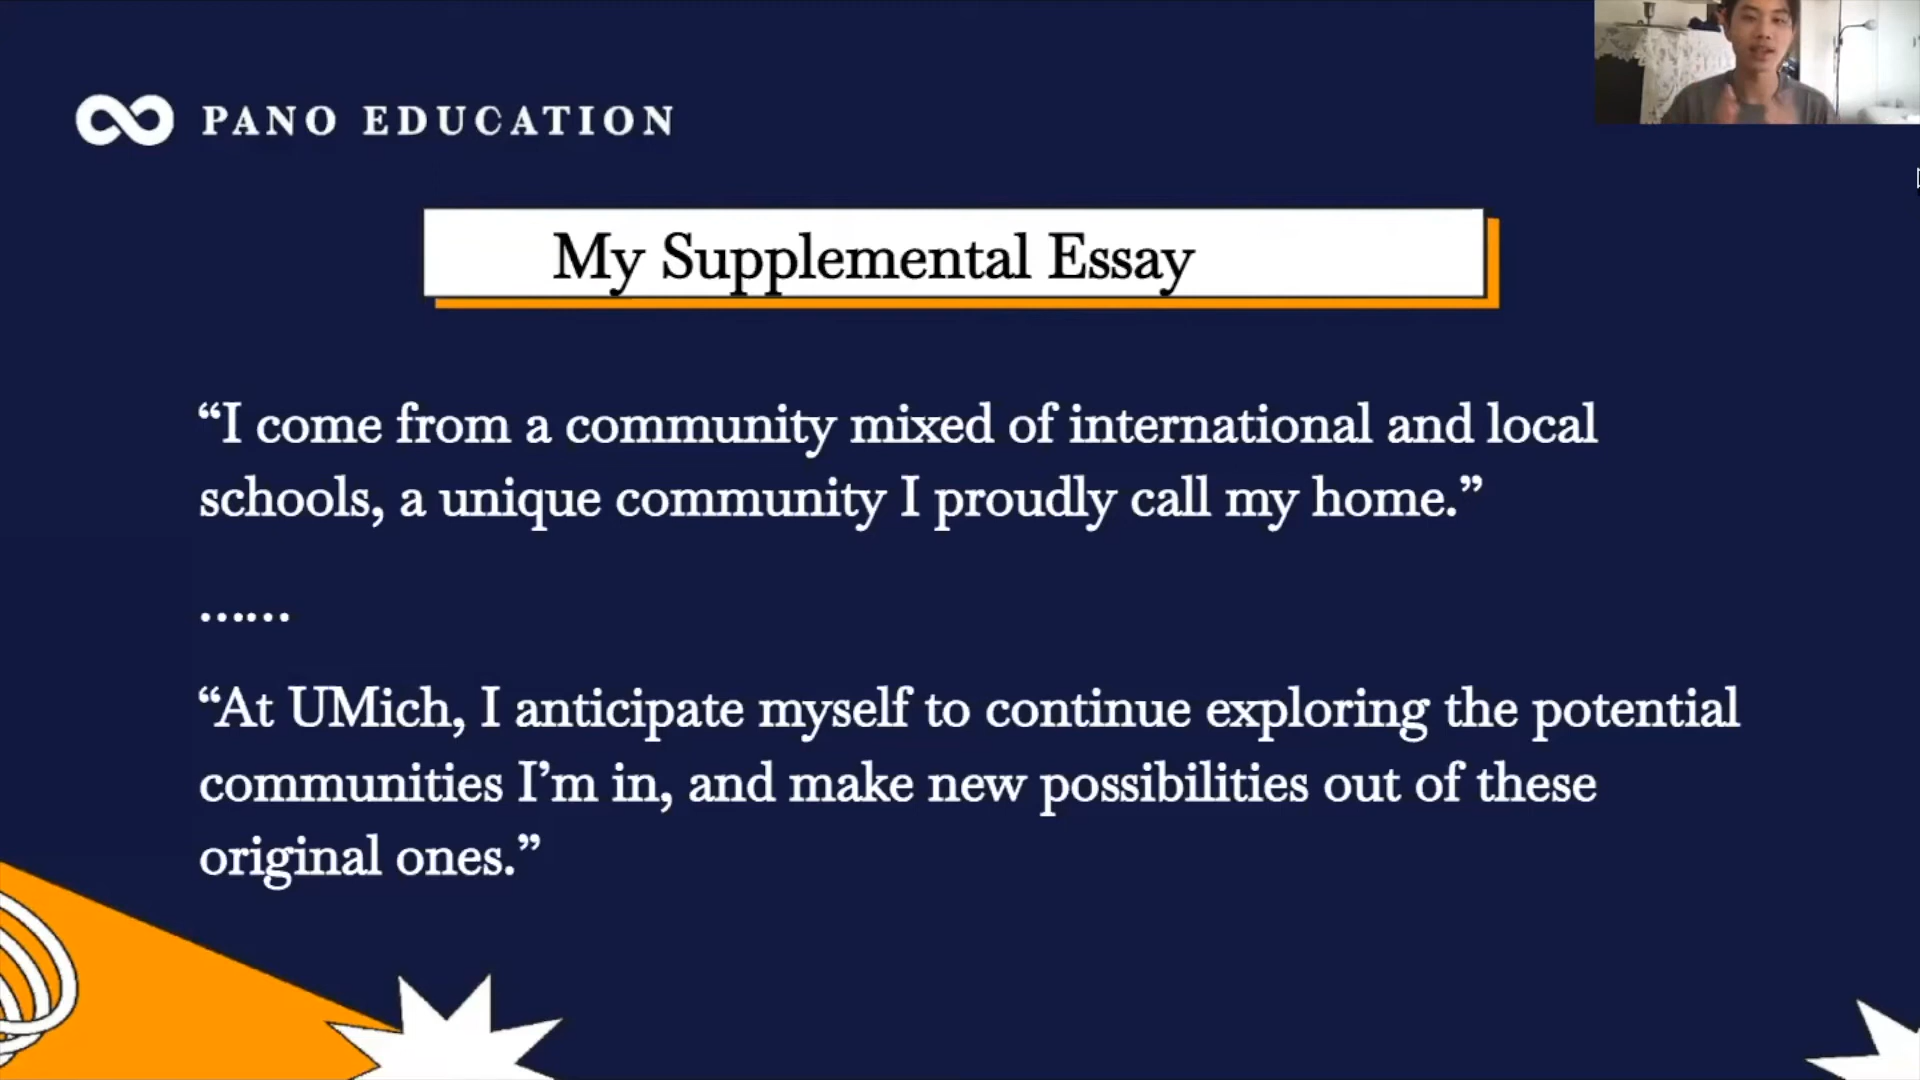 PANO EDUCATION
My Supplemental Essay
“I come from a community mixed of international and local
schools, a unique community I proudly call my home.”
......
“At UMich, I anticipate myself to continue exploring the potential
communities I’m in, and make new possibilities out of these
original ones.”